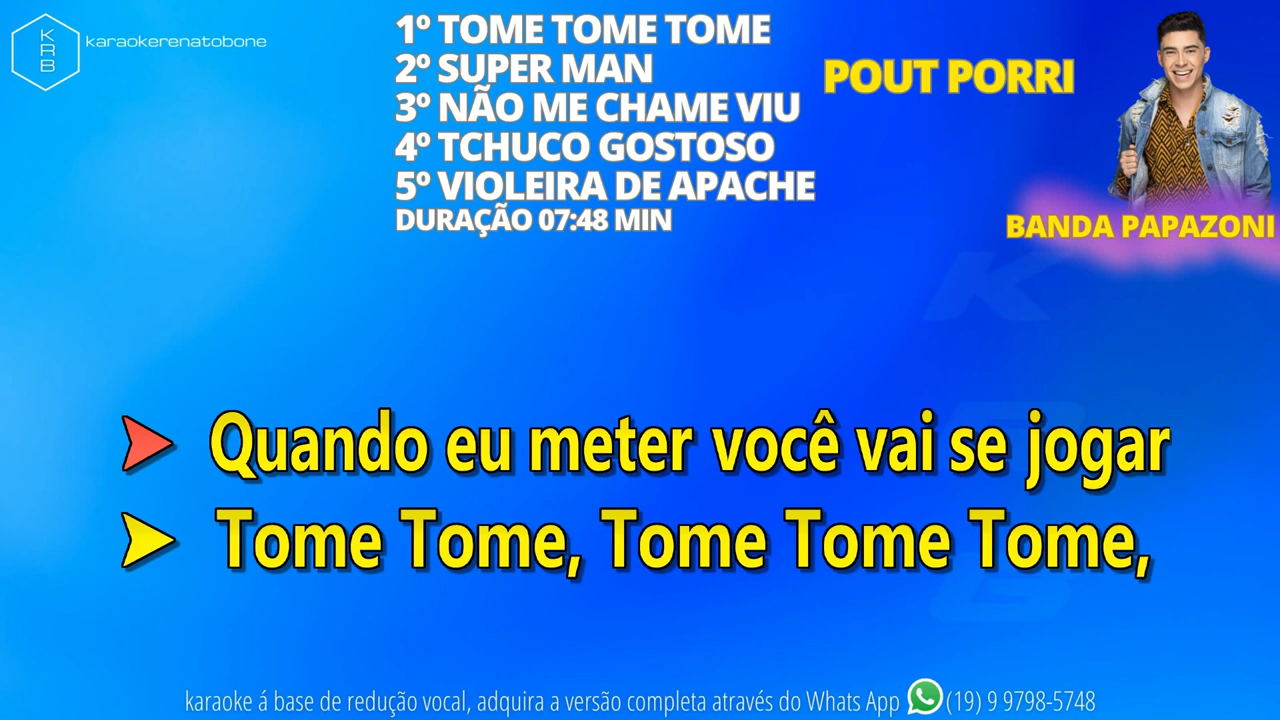 KRB
karaokerenatobone
1º TOME TOME TOME
2º SUPER MAN
3º NÃO ME CHAME VIU
4º TCHUCO GOSTOSO
5º VIOLEIRA DE APACHE
DURAÇÃO 07:48 MIN
POUT PORRI
BANDA PAPAZONI
K
R
B
Quando eu meter você vai se jogar
Tome Tome, Tome Tome Tome,
karaoke á base de redução vocal, adquira a versão completa através do Whats App (19) 9 9798-5748